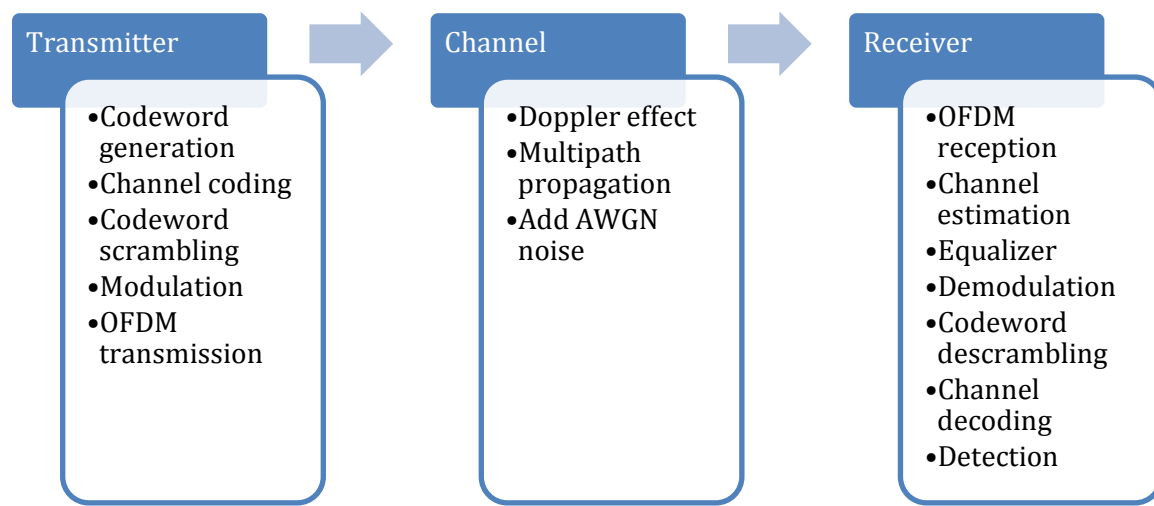 Transmitter
•Codeword
generation
•Channel coding
•Codeword
scrambling
•Modulation
•OFDM
transmission
Channel
•Doppler effect
•Multipath
propagation
•Add AWGN
noise
Receiver
•OFDM
reception
•Channel
estimation
•Equalizer
•Demodulation
•Codeword
descrambling
•Channel
decoding
•Detection